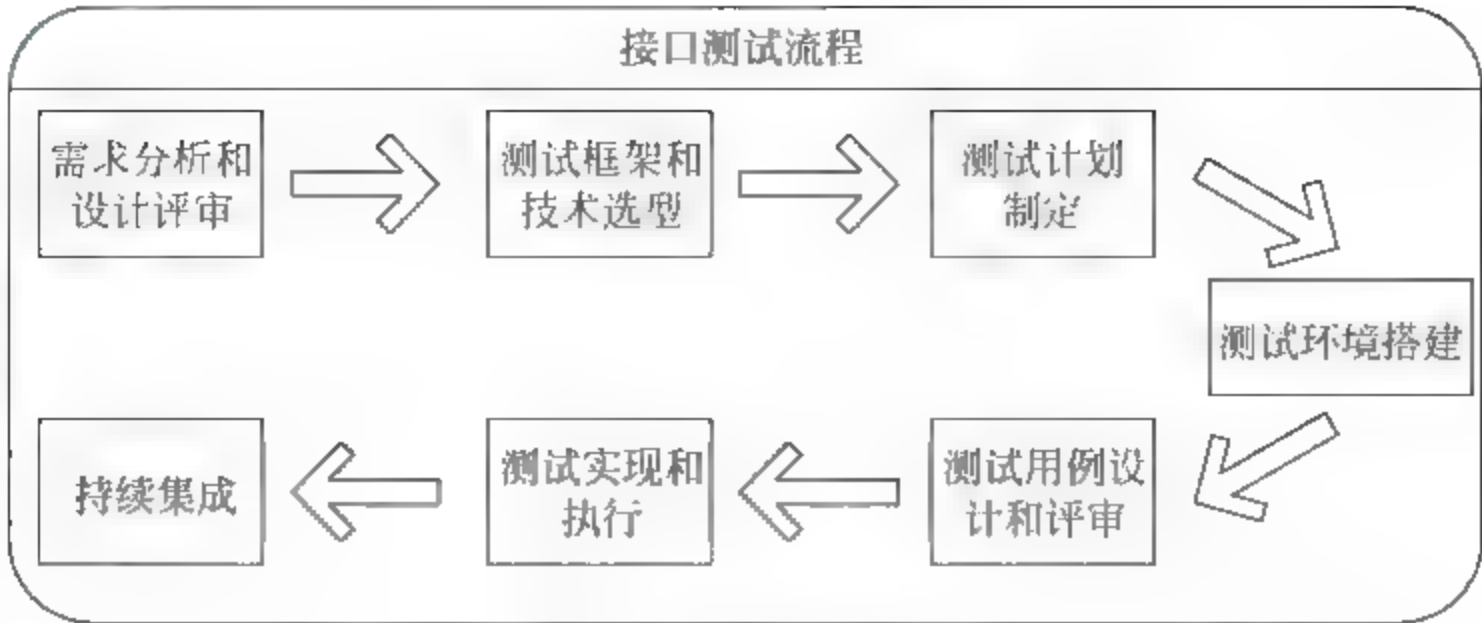 接口测试流程
需求分析和
设计评审
测试框架和
技术选型
测试计划
制定
测试环境搭建
测试用例设
计和评审
测试实现和
执行
持续集成